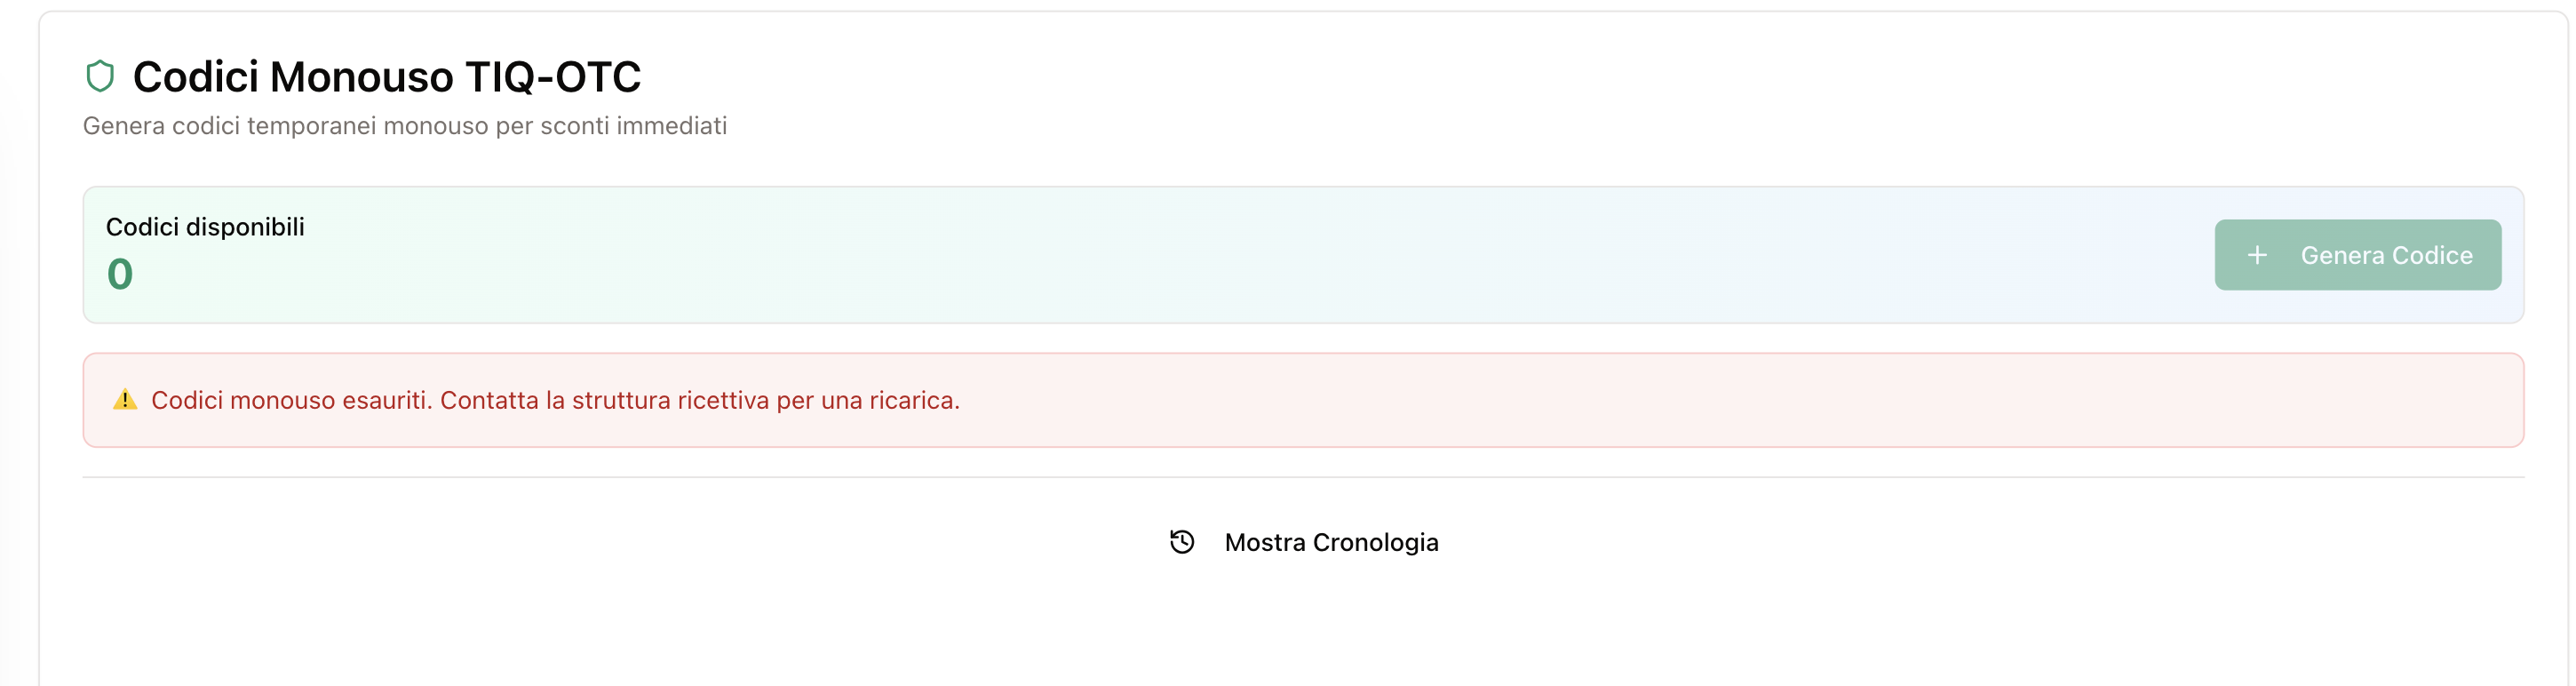 Codici Monouso TIQ-OTC
Genera codici temporanei monouso per sconti immediati
Codici disponibili
0
+ Genera Codice
⚠️ Codici monouso esauriti. Contatta la struttura ricettiva per una ricarica.
Mostra Cronologia